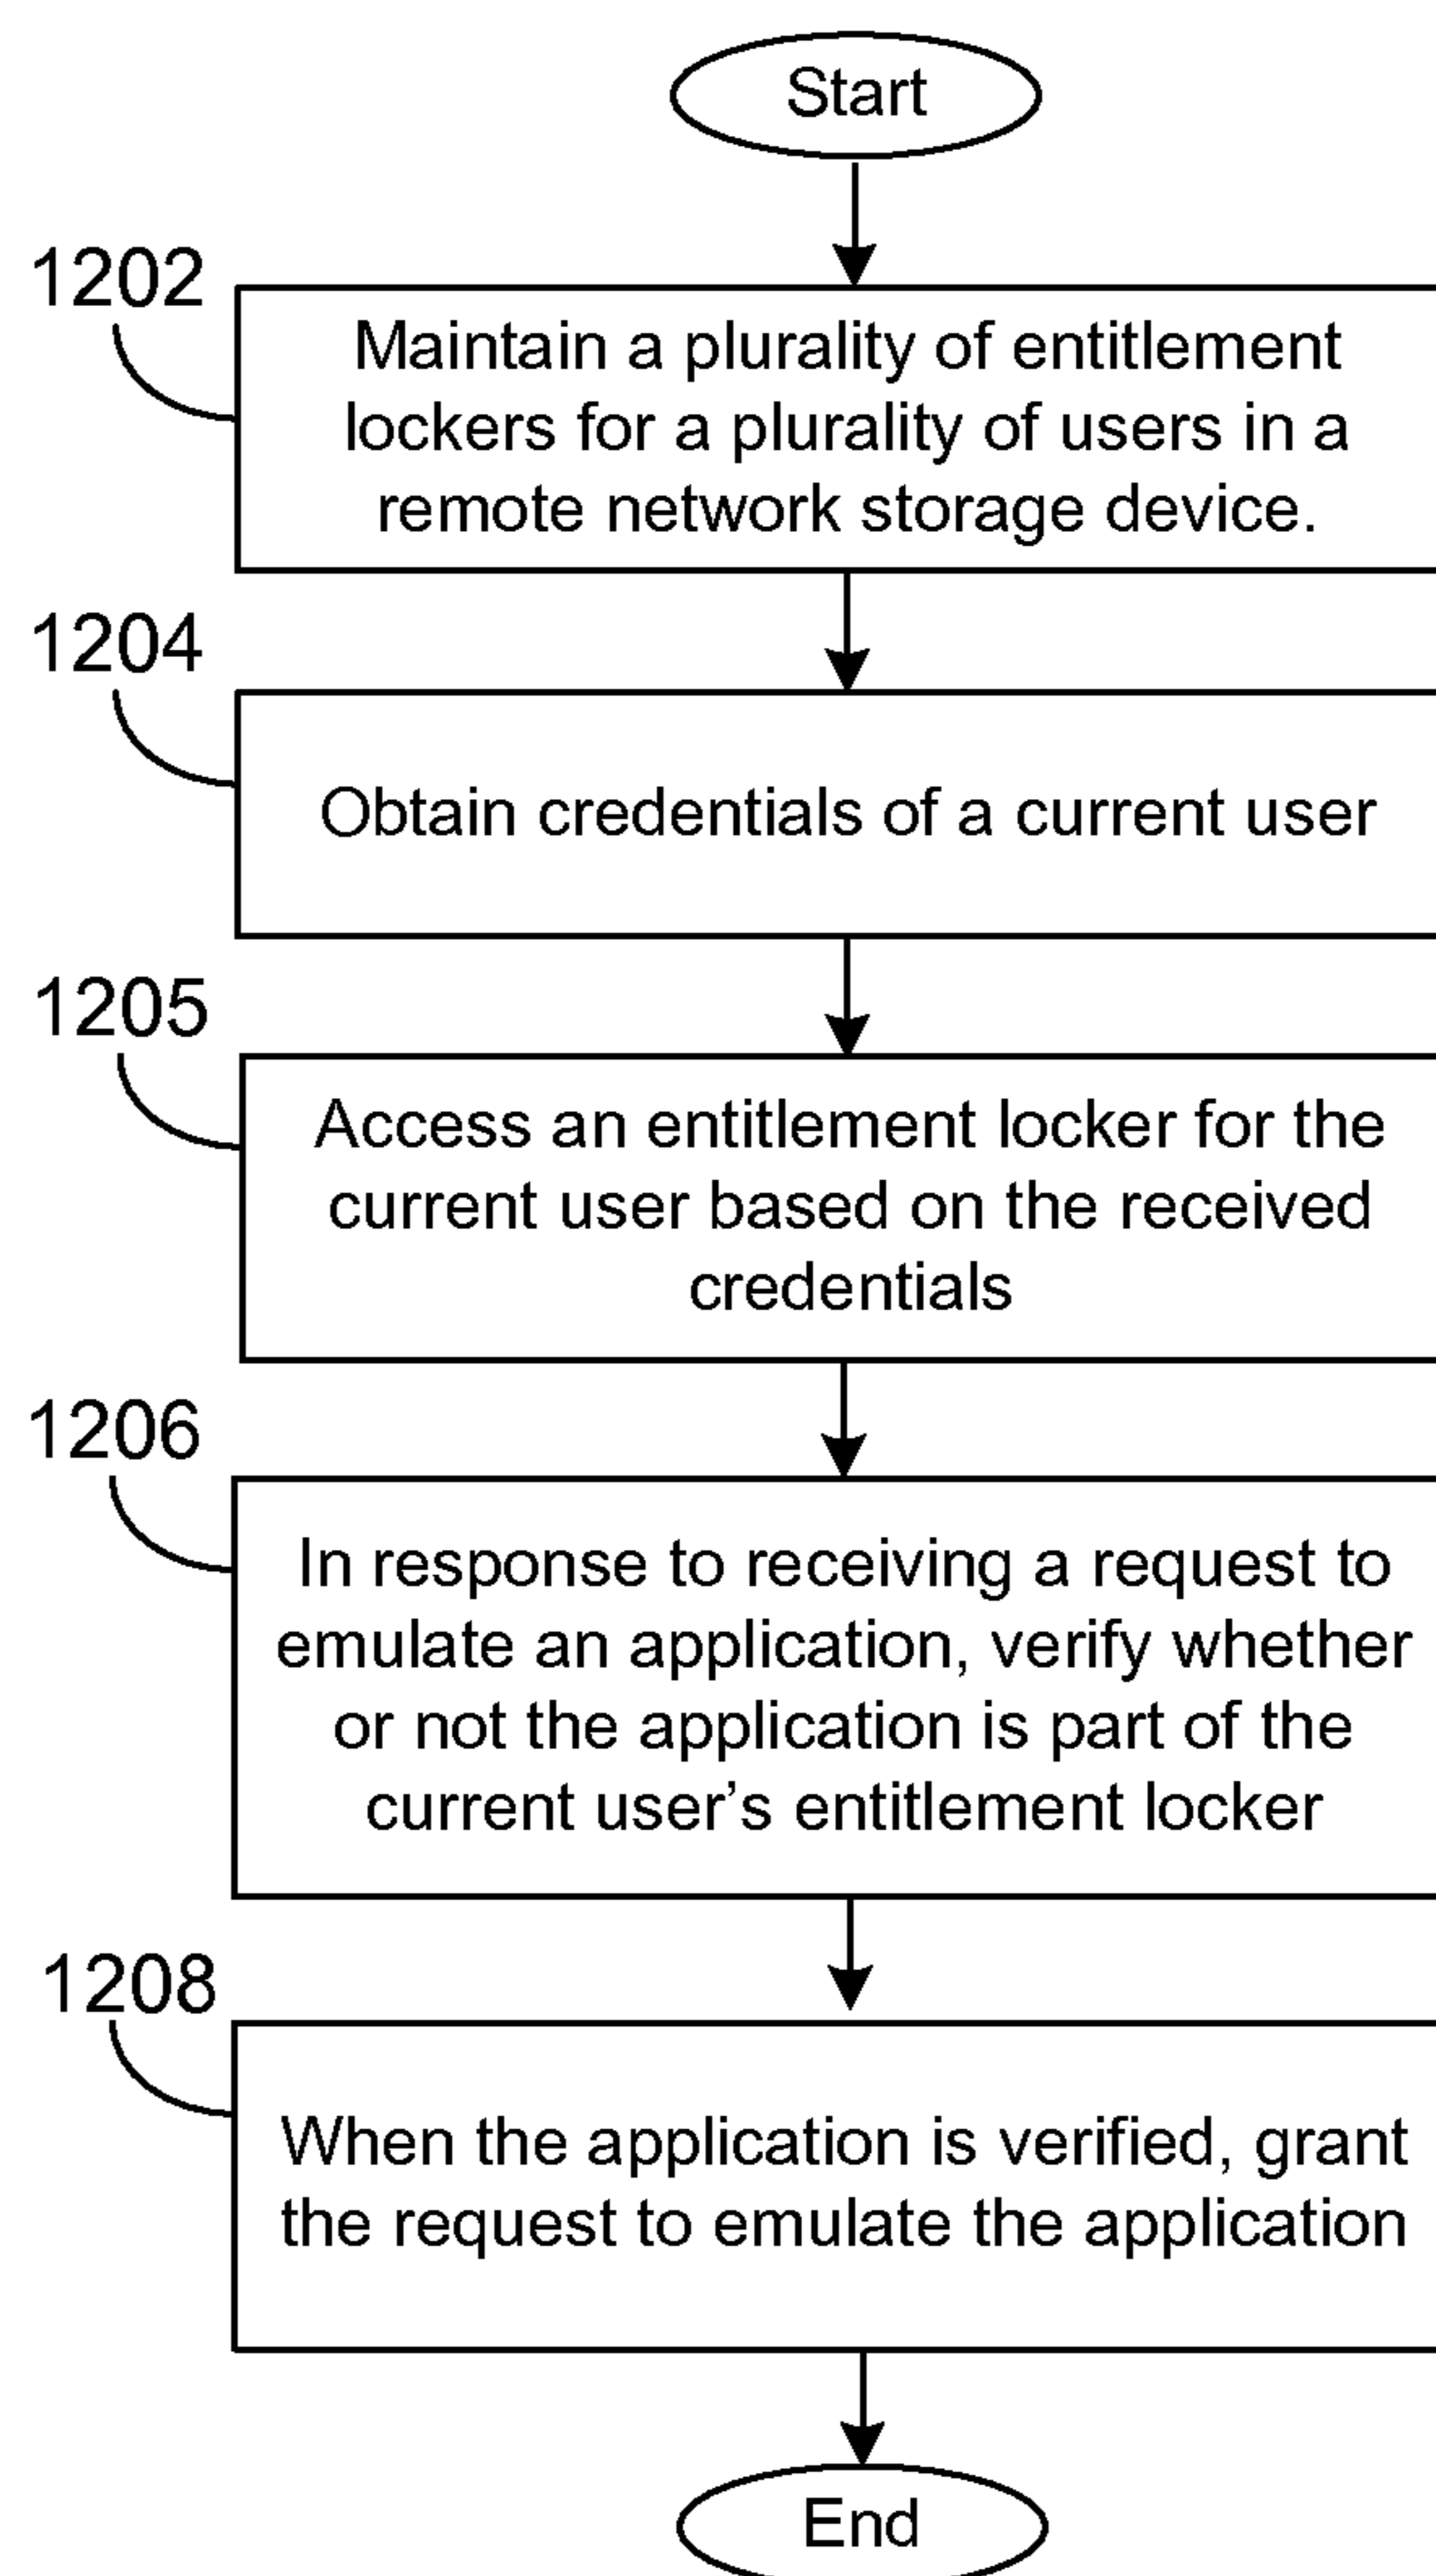 Start
1202
Maintain a plurality of entitlement
lockers for a plurality of users in a
remote network storage device.
1204
Obtain credentials of a current user
1205
Access an entitlement locker for the
current user based on the received
credentials
1206
In response to receiving a request to
emulate an application, verify whether
or not the application is part of the
current user’s entitlement locker
1208
When the application is verified, grant
the request to emulate the application
End